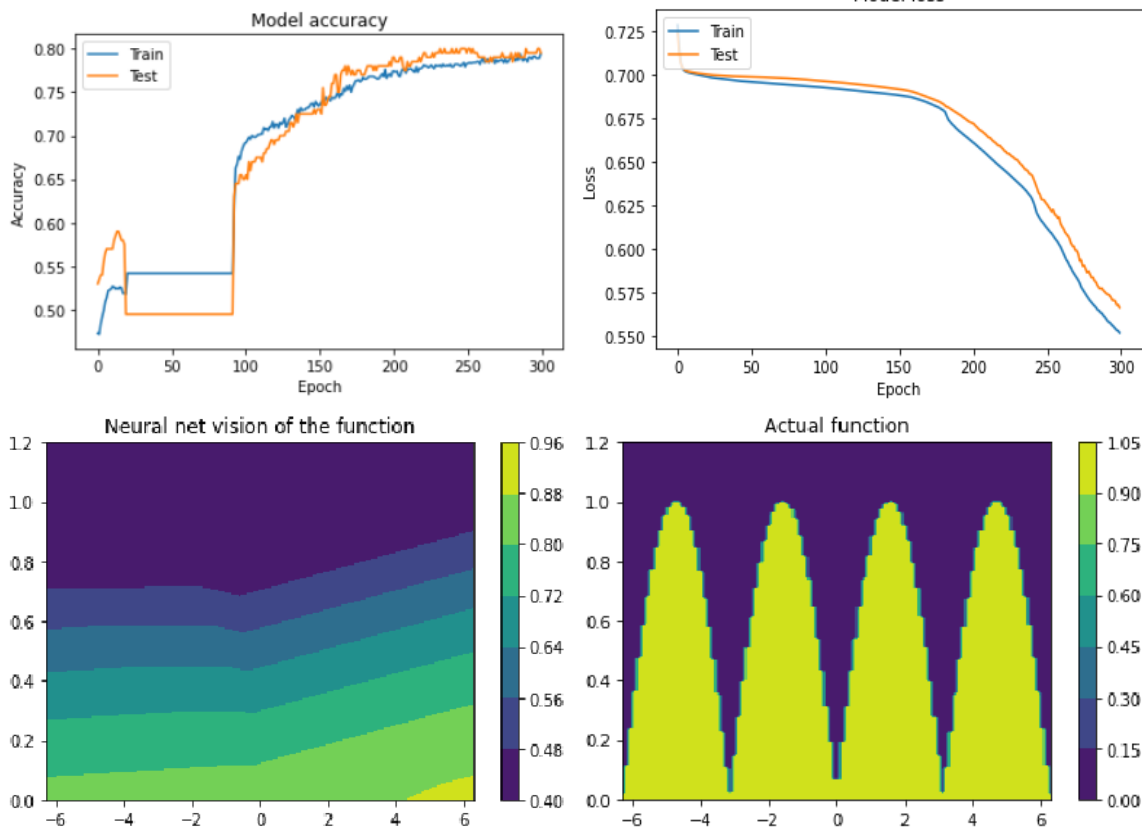 Model accuracy
Train
Test
0.80
0.75
0.70
0.65
0.60
0.55
0.50
Accuracy
0 50 100 150 200 250 300
Epoch
Model loss
Train
Test
0.725
0.700
0.675
0.650
0.625
0.600
0.575
0.550
Loss
0 50 100 150 200 250 300
Epoch
Neural net vision of the function
1.2
1.0
0.8
0.6
0.4
0.2
0.0
−6 −4 −2 0 2 4 6
0.96
0.88
0.80
0.72
0.64
0.56
0.48
0.40
Actual function
1.2
1.0
0.8
0.6
0.4
0.2
0.0
−6 −4 −2 0 2 4 6
1.05
0.90
0.75
0.60
0.45
0.30
0.15
0.00